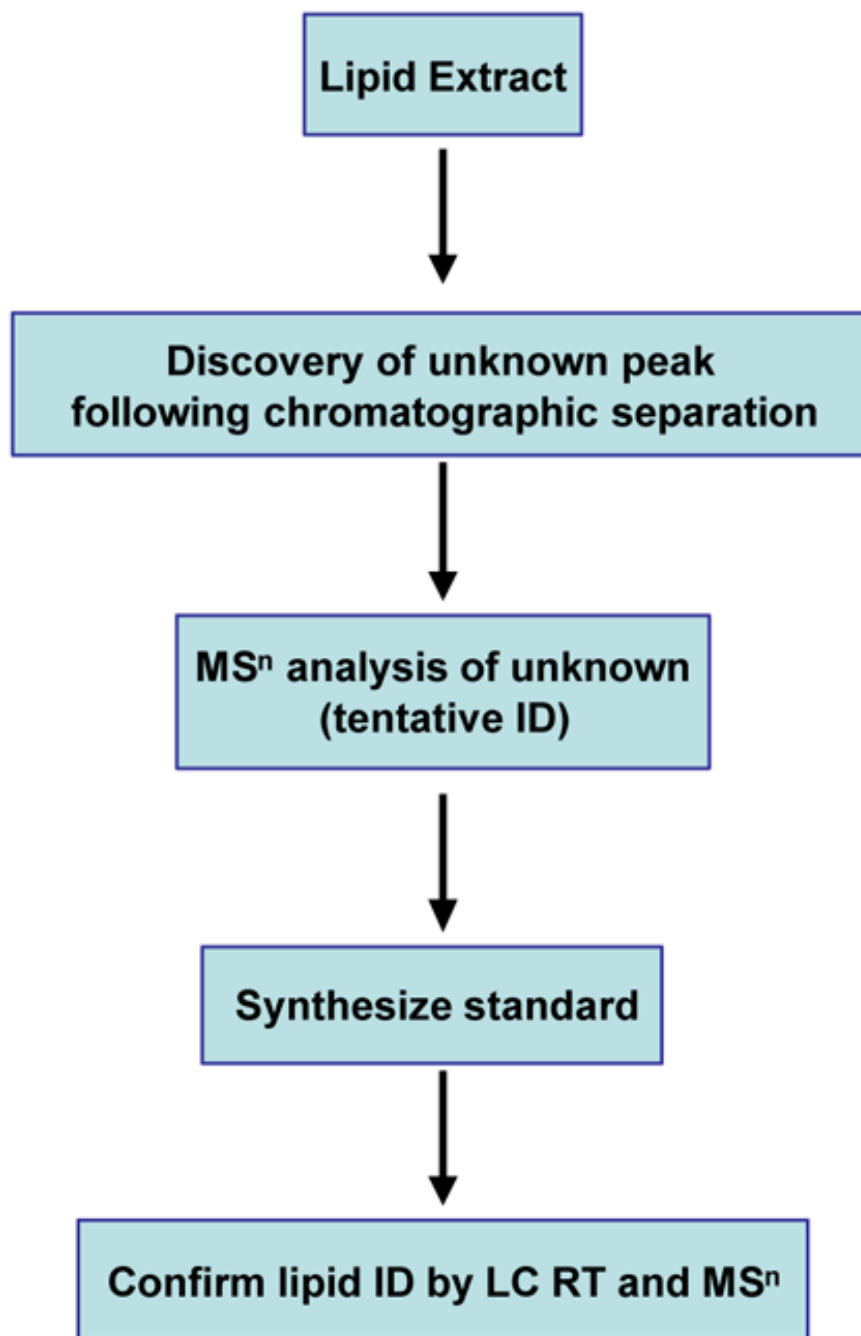 Lipid Extract
Discovery of unknown peak
following chromatographic separation
MSⁿ analysis of unknown
(tentative ID)
Synthesize standard
Confirm lipid ID by LC RT and MSⁿ